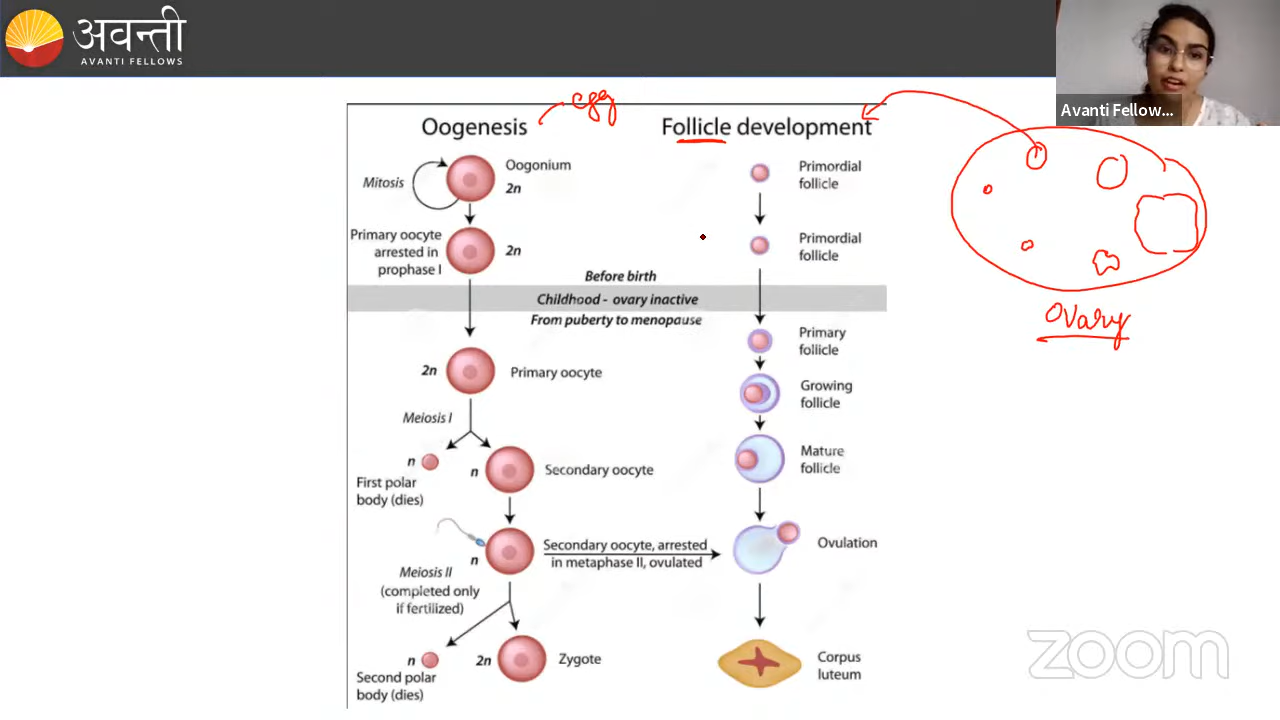 अवन्ती
AVANTI FELLOWS
Avanti Fellow...
egg
Oogenesis
Follicle development
Mitosis
Oogonium
2n
Primordial
follicle
Primary oocyte
arrested in
prophase I
2n
Primordial
follicle
Before birth
Childhood - ovary inactive
From puberty to menopause
Ovary
2n
Primary oocyte
Primary
follicle
Growing
follicle
Meiosis I
n
First polar
body (dies)
n
Secondary oocyte
Mature
follicle
n
Secondary oocyte, arrested
in metaphase II, ovulated
Ovulation
Meiosis II
(completed only
if fertilized)
n
Second polar
body (dies)
2n
Zygote
Corpus
luteum
zoom